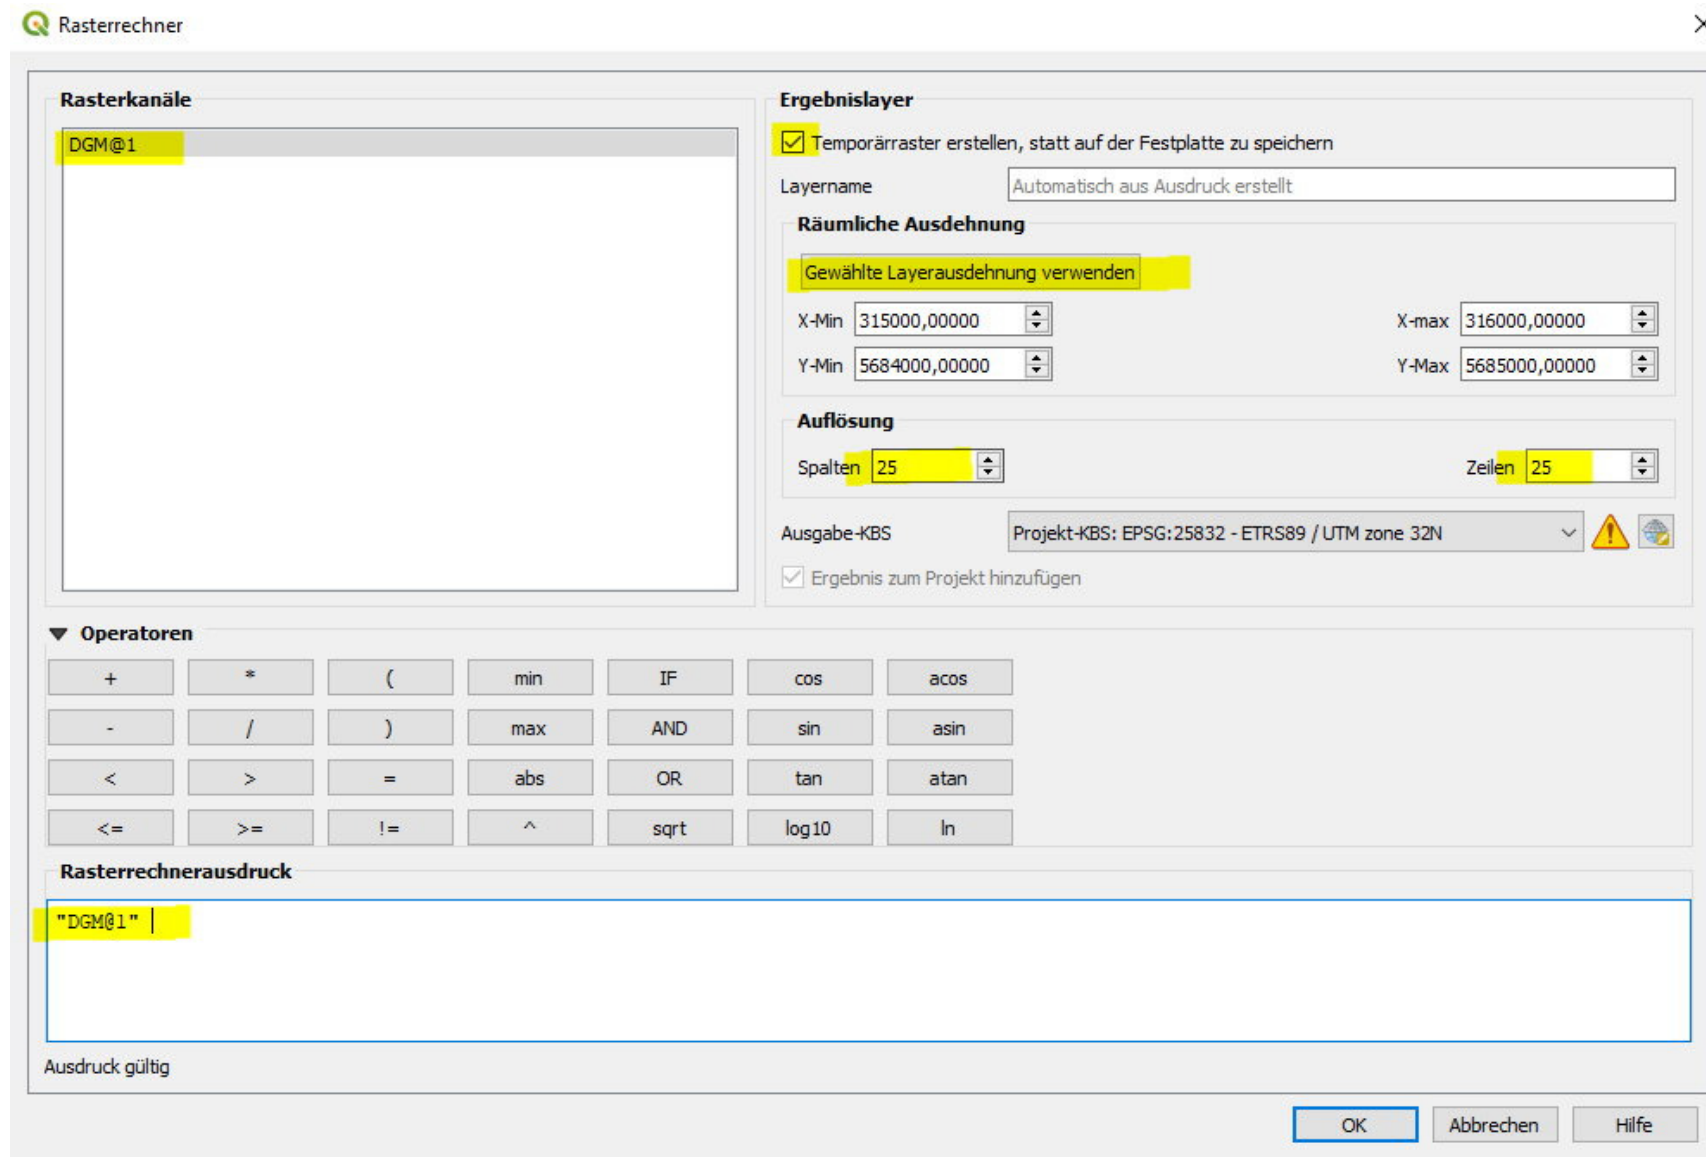 Rasterrechner
Rasterkanäle
DGM@1
Ergebnislayer
Temporärraster erstellen, statt auf der Festplatte zu speichern
Layername Automatisch aus Ausdruck erstellt
Räumliche Ausdehnung
Gewählte Layerausdehnung verwenden
X-Min 315000,00000 X-max 316000,00000
Y-Min 5684000,00000 Y-Max 5685000,00000
Auflösung
Spalten 25 Zeilen 25
Ausgabe-KBS Projekt-KBS: EPSG:25832 - ETRS89 / UTM zone 32N
Ergebnis zum Projekt hinzufügen
Operatoren
+ * ( min IF cos acos
- / ) max AND sin asin
< > = abs OR tan atan
<= >= != ^ sqrt log10 ln
Rasterrechnerausdruck
"DGM@1"
Ausdruck gültig
OK Abbrechen Hilfe